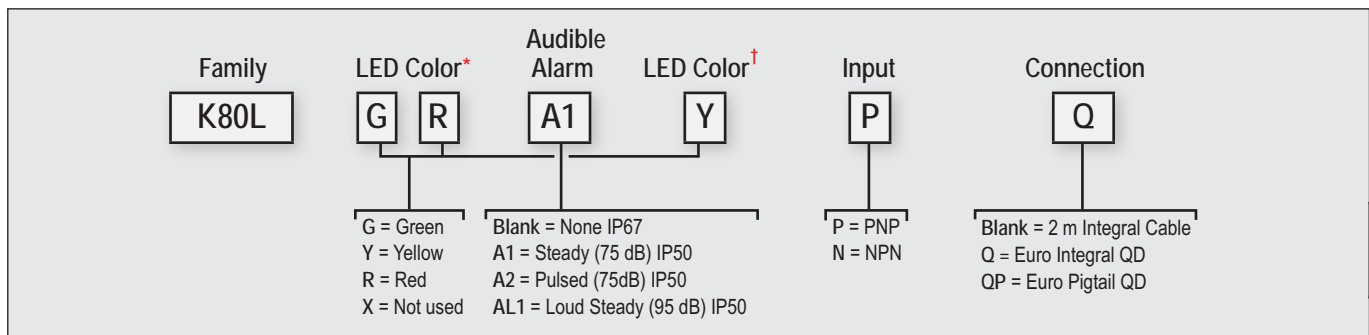 Family
LED Color*
Audible
Alarm
LED Color†
Input
Connection
K80L
G
R
A1
Y
P
Q
G = Green
Y = Yellow
R = Red
X = Not used
Blank = None IP67
A1 = Steady (75 dB) IP50
A2 = Pulsed (75dB) IP50
AL1 = Loud Steady (95 dB) IP50
P = PNP
N = NPN
Blank = 2 m Integral Cable
Q = Euro Integral QD
QP = Euro Pigtail QD